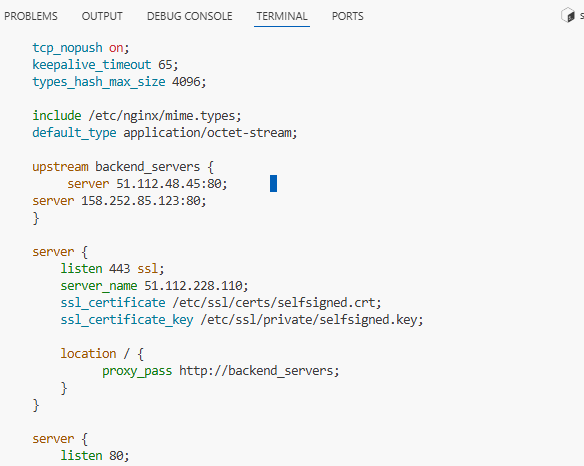 PROBLEMS OUTPUT DEBUG CONSOLE TERMINAL PORTS s
tcp_nopush on;
keepalive_timeout 65;
types_hash_max_size 4096;
include /etc/nginx/mime.types;
default_type application/octet-stream;
upstream backend_servers {
server 51.112.48.45:80;
server 158.252.85.123:80;
}
server {
listen 443 ssl;
server_name 51.112.228.110;
ssl_certificate /etc/ssl/certs/selfsigned.crt;
ssl_certificate_key /etc/ssl/private/selfsigned.key;
location / {
proxy_pass http://backend_servers;
}
}
server {
listen 80;